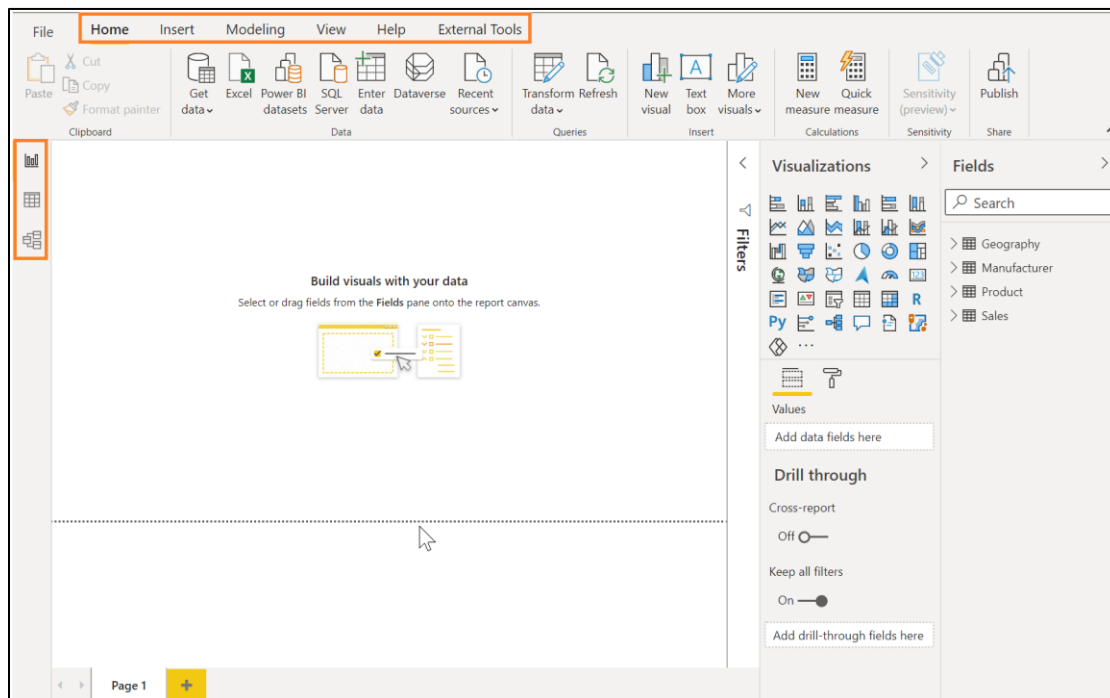 File Home Insert Modeling View Help External Tools
Paste
Cut
Copy
Format painter
Clipboard
Get data
Excel
Power BI datasets
SQL Server
Enter data
Dataverse
Recent sources
Data
Transform data
Refresh
Queries
New visual
Text box
More visuals
Insert
New measure
Quick measure
Calculations
Sensitivity (preview)
Sensitivity
Publish
Share
Build visuals with your data
Select or drag fields from the Fields pane onto the report canvas.
Filters
Visualizations
123
R
Py
...
Values
Add data fields here
Drill through
Cross-report
Off
Keep all filters
On
Add drill-through fields here
Fields
Search
Geography
Manufacturer
Product
Sales
Page 1
+